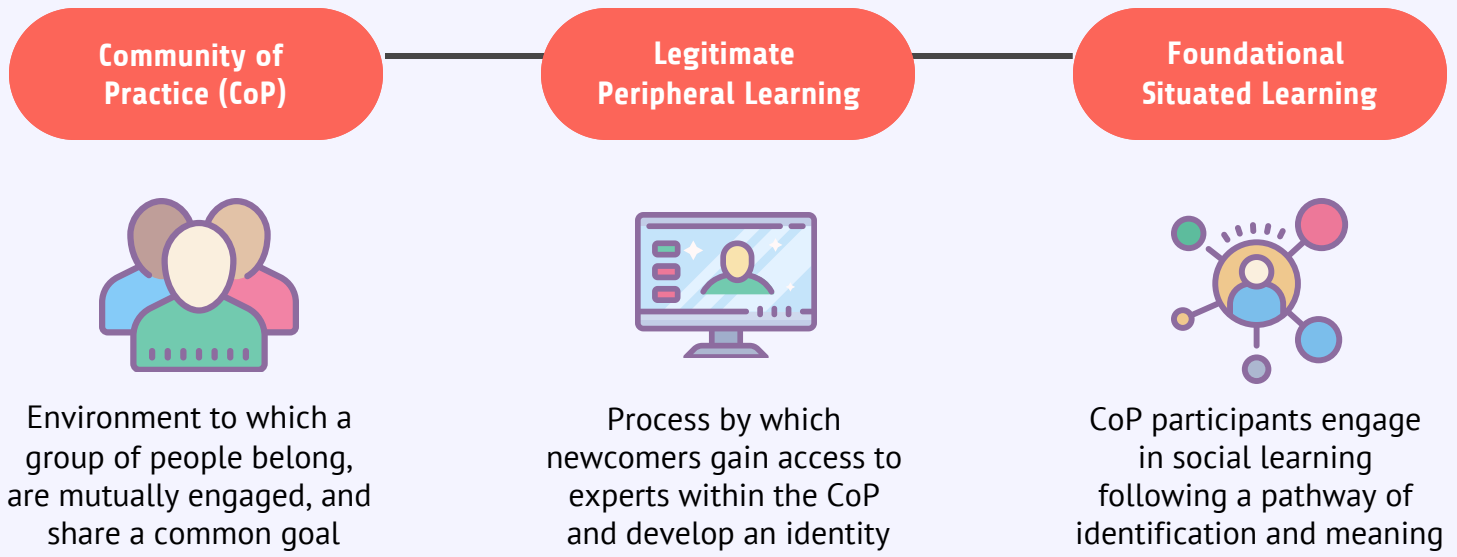 Community of
Practice (CoP)
Legitimate
Peripheral Learning
Foundational
Situated Learning
Environment to which a
group of people belong,
are mutually engaged, and
share a common goal
Process by which
newcomers gain access to
experts within the CoP
and develop an identity
CoP participants engage
in social learning
following a pathway of
identification and meaning